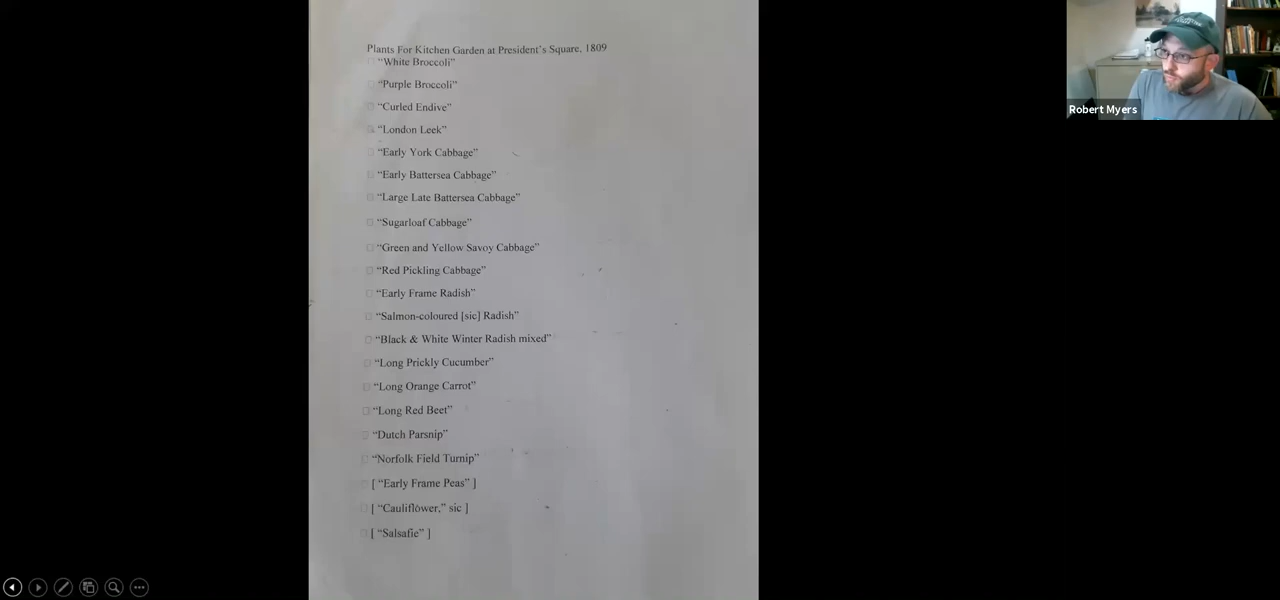 Plants For Kitchen Garden at President's Square, 1809
"White Broccoli"
"Purple Broccoli"
"Curled Endive"
"London Leek"
"Early York Cabbage"
"Early Battersea Cabbage"
"Large Late Battersea Cabbage"
"Sugarloaf Cabbage"
"Green and Yellow Savoy Cabbage"
"Red Pickling Cabbage"
"Early Frame Radish"
"Salmon-coloured [sic] Radish"
"Black & White Winter Radish mixed"
"Long Prickly Cucumber"
"Long Orange Carrot"
"Long Red Beet"
"Dutch Parsnip"
"Norfolk Field Turnip"
[ "Early Frame Peas" ]
[ "Cauliflower," sic ]
[ "Salsafie" ]
Robert Myers